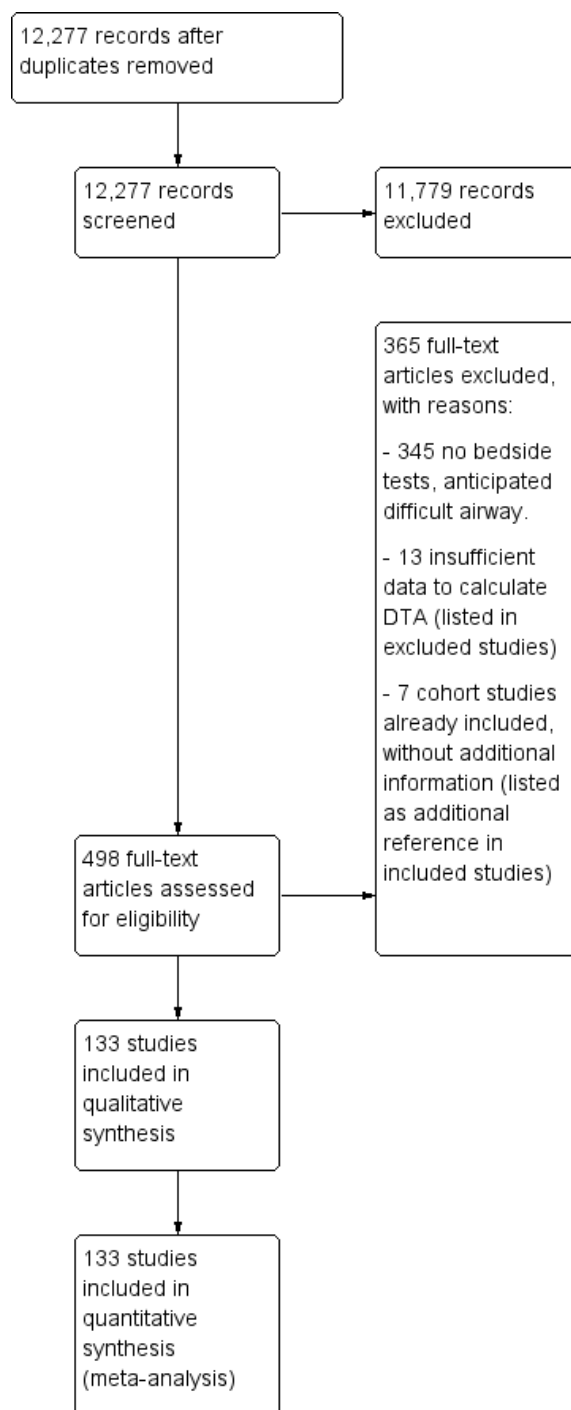 12,277 records after
duplicates removed
12,277 records
screened
11,779 records
excluded
365 full-text
articles excluded,
with reasons:
- 345 no bedside
tests, anticipated
difficult airway.
- 13 insufficient
data to calculate
DTA (listed in
excluded studies)
- 7 cohort studies
already included,
without additional
information (listed
as additional
reference in
included studies)
498 full-text
articles assessed
for eligibility
133 studies
included in
qualitative
synthesis
133 studies
included in
quantitative
synthesis
(meta-analysis)